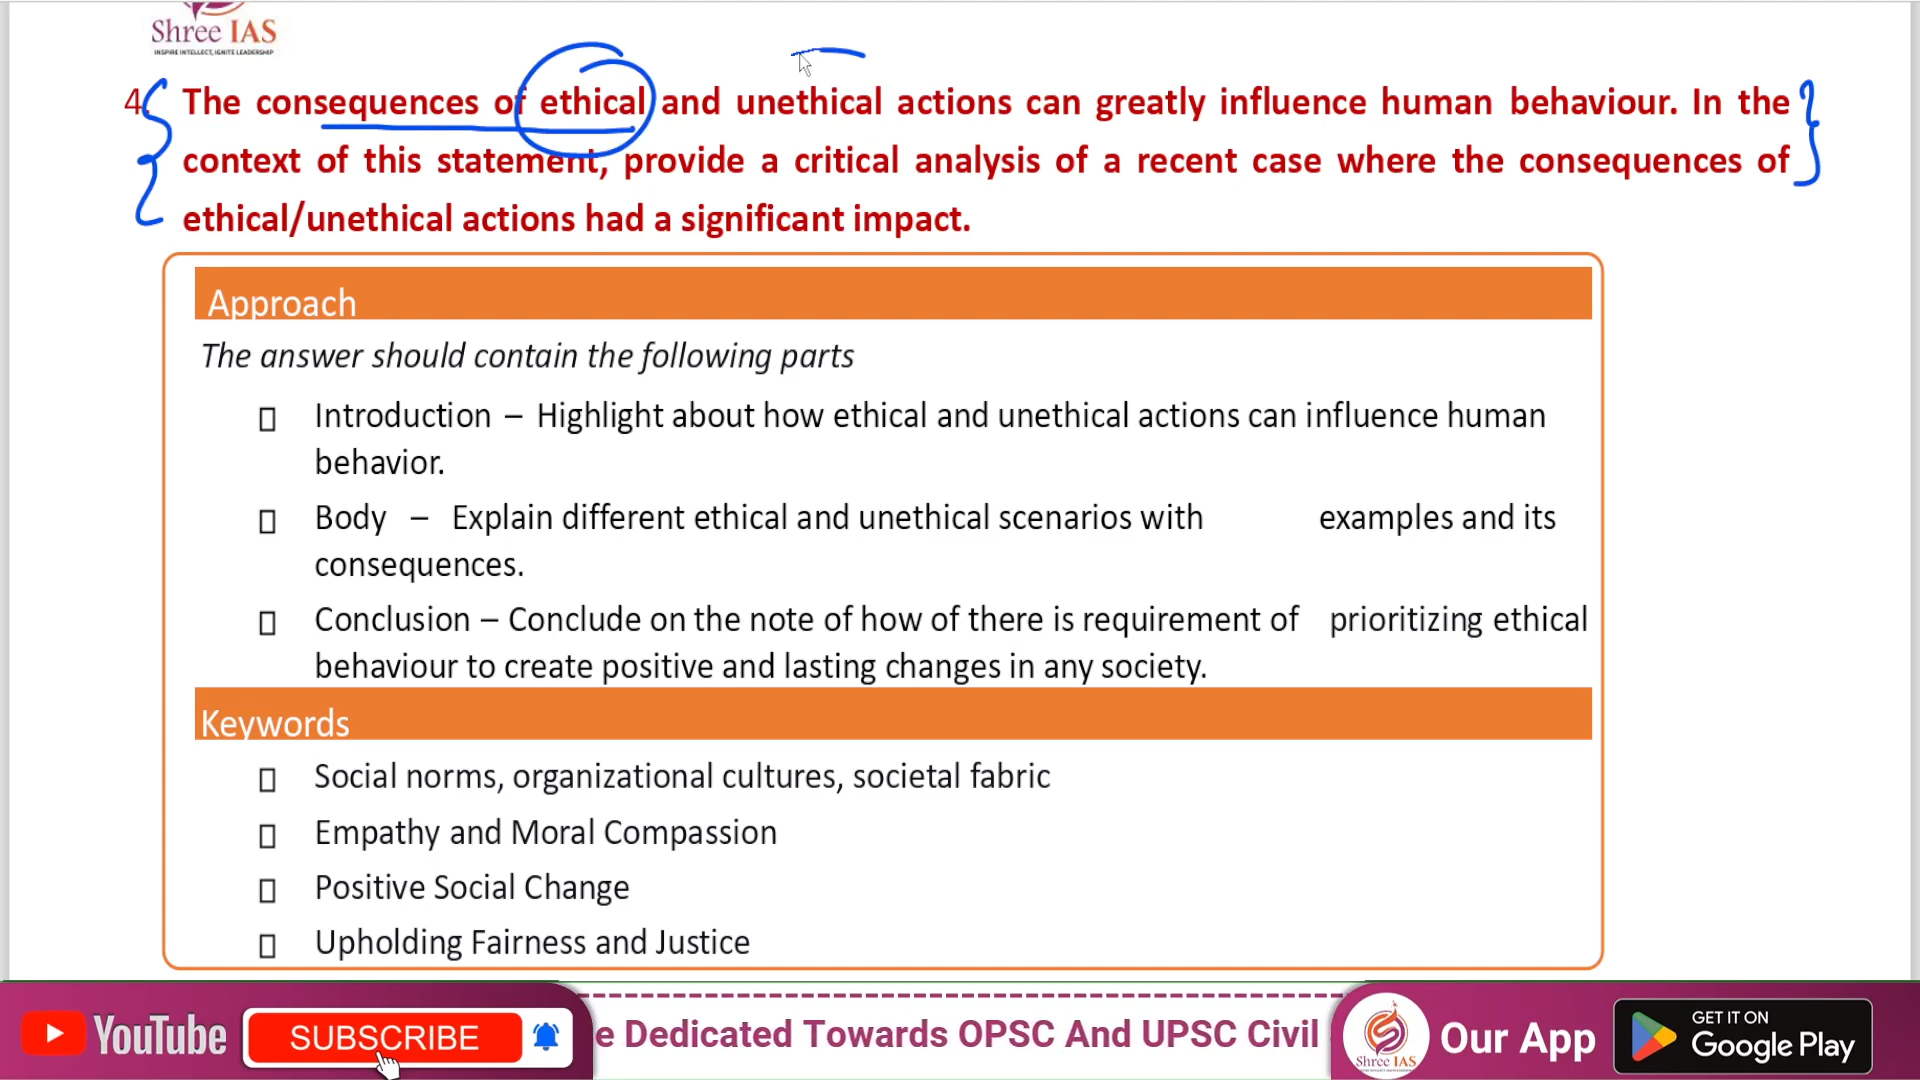 Shree IAS
INSPIRE INTELLECT, IGNITE LEADERSHIP
4. The consequences of ethical and unethical actions can greatly influence human behaviour. In the
context of this statement, provide a critical analysis of a recent case where the consequences of
ethical/unethical actions had a significant impact.
Approach
The answer should contain the following parts
Introduction – Highlight about how ethical and unethical actions can influence human
behavior.
Body – Explain different ethical and unethical scenarios with examples and its
consequences.
Conclusion – Conclude on the note of how of there is requirement of prioritizing ethical
behaviour to create positive and lasting changes in any society.
Keywords
Social norms, organizational cultures, societal fabric
Empathy and Moral Compassion
Positive Social Change
Upholding Fairness and Justice
YouTube SUBSCRIBE e Dedicated Towards OPSC And UPSC Civil Shree IAS Our App GET IT ON Google Play